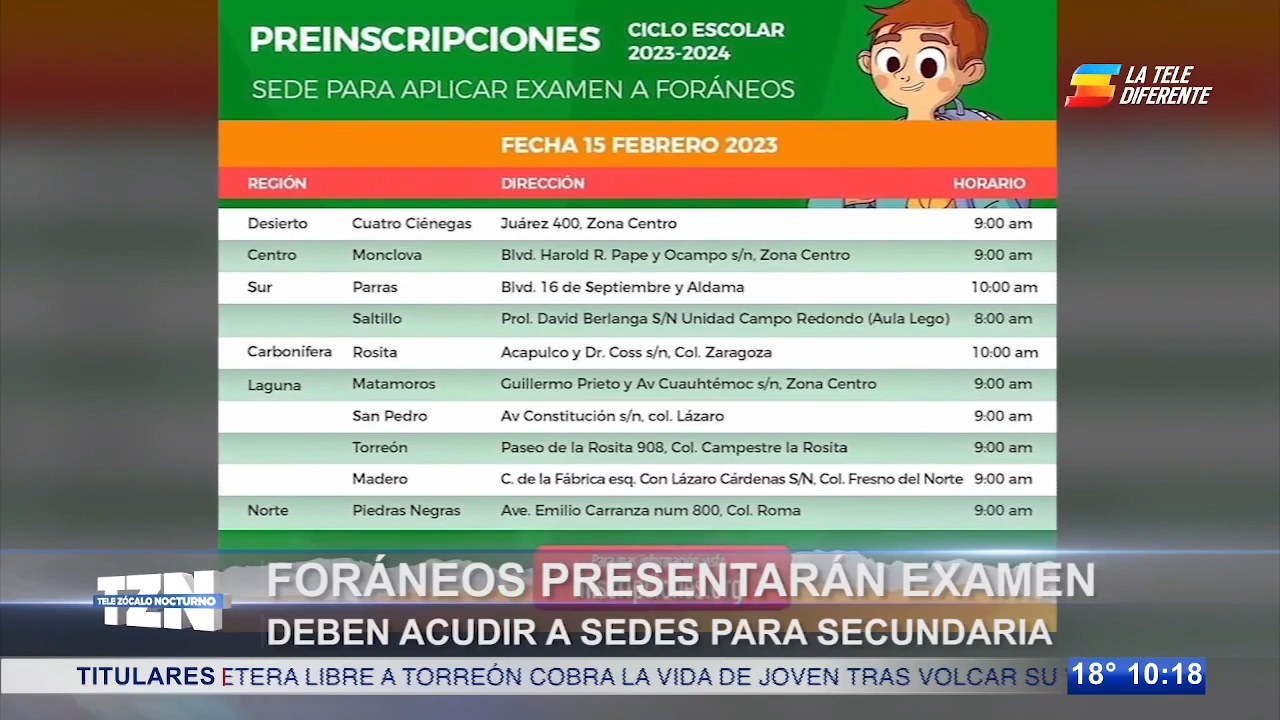 PREINSCRIPCIONES
CICLO ESCOLAR
2023-2024
SEDE PARA APLICAR EXAMEN A FORÁNEOS
LA TELE
DIFERENTE
FECHA 15 FEBRERO 2023
REGIÓN DIRECCIÓN HORARIO
Desierto Cuatro Ciénegas Juárez 400, Zona Centro 9:00 am
Centro Monclova Blvd. Harold R. Pape y Ocampo s/n, Zona Centro 9:00 am
Sur Parras Blvd. 16 de Septiembre y Aldama 10:00 am
Saltillo Prol. David Berlanga S/N Unidad Campo Redondo (Aula Lego) 8:00 am
Carbonífera Rosita Acapulco y Dr. Coss s/n, Col. Zaragoza 10:00 am
Laguna Matamoros Guillermo Prieto y Av Cuauhtémoc s/n, Zona Centro 9:00 am
San Pedro Av Constitución s/n, col. Lázaro 9:00 am
Torreón Paseo de la Rosita 908, Col. Campestre la Rosita 9:00 am
Madero C. de la Fábrica esq. Con Lázaro Cárdenas S/N, Col. Fresno del Norte 9:00 am
Norte Piedras Negras Ave. Emilio Carranza num 800, Col. Roma 9:00 am
FORÁNEOS PRESENTARÁN EXAMEN
TZN
TELE ZÓCALO NOCTURNO
DEBEN ACUDIR A SEDES PARA SECUNDARIA
TITULARES ETERA LIBRE A TORREÓN COBRA LA VIDA DE JOVEN TRAS VOLCAR SU 18° 10:18